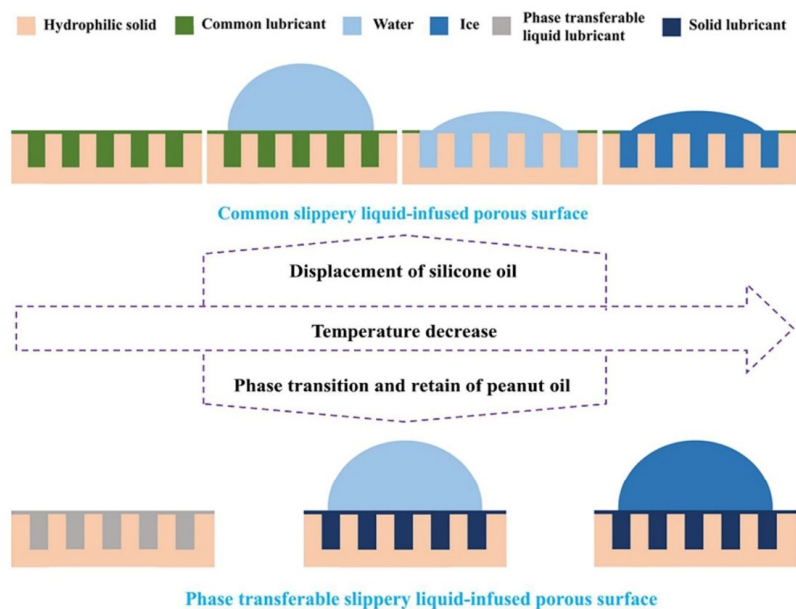 Hydrophilic solid
Common lubricant
Water
Ice
Phase transferable
liquid lubricant
Solid lubricant
Common slippery liquid-infused porous surface
Displacement of silicone oil
Temperature decrease
Phase transition and retain of peanut oil
Phase transferable slippery liquid-infused porous surface